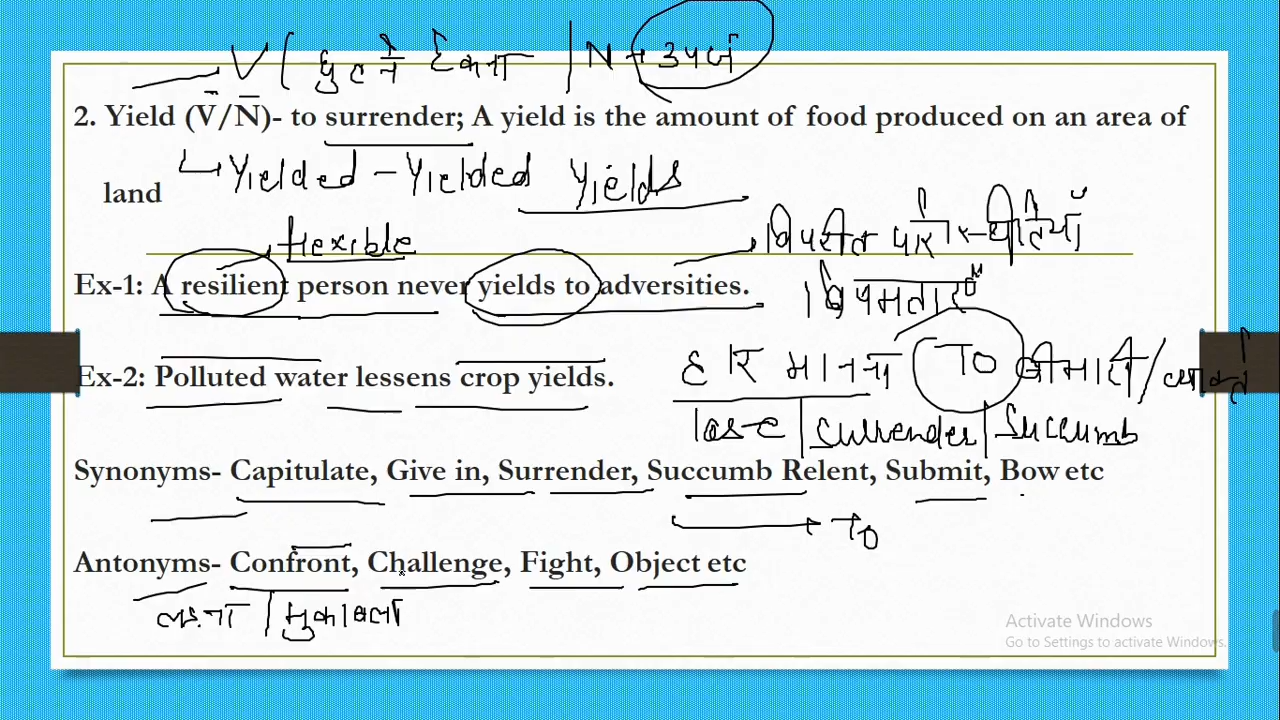 V ( घुटने टेकना | N → उपज
2. Yield (V/N)- to surrender; A yield is the amount of food produced on an area of
Yielded - Yielded Yields
land
flexible
विपरीत परि
Ex-1: A resilient person never yields to adversities.
Ex-2: Polluted water lessens crop yields.
हार मानना TO बीमारी/
lose | surrender | Succumb
Synonyms- Capitulate, Give in, Surrender, Succumb Relent, Submit, Bow etc
→ To
Antonyms- Confront, Challenge, Fight, Object etc
लड़ना | मुकाबला
Activate Windows
Go to Settings to activate Windows.